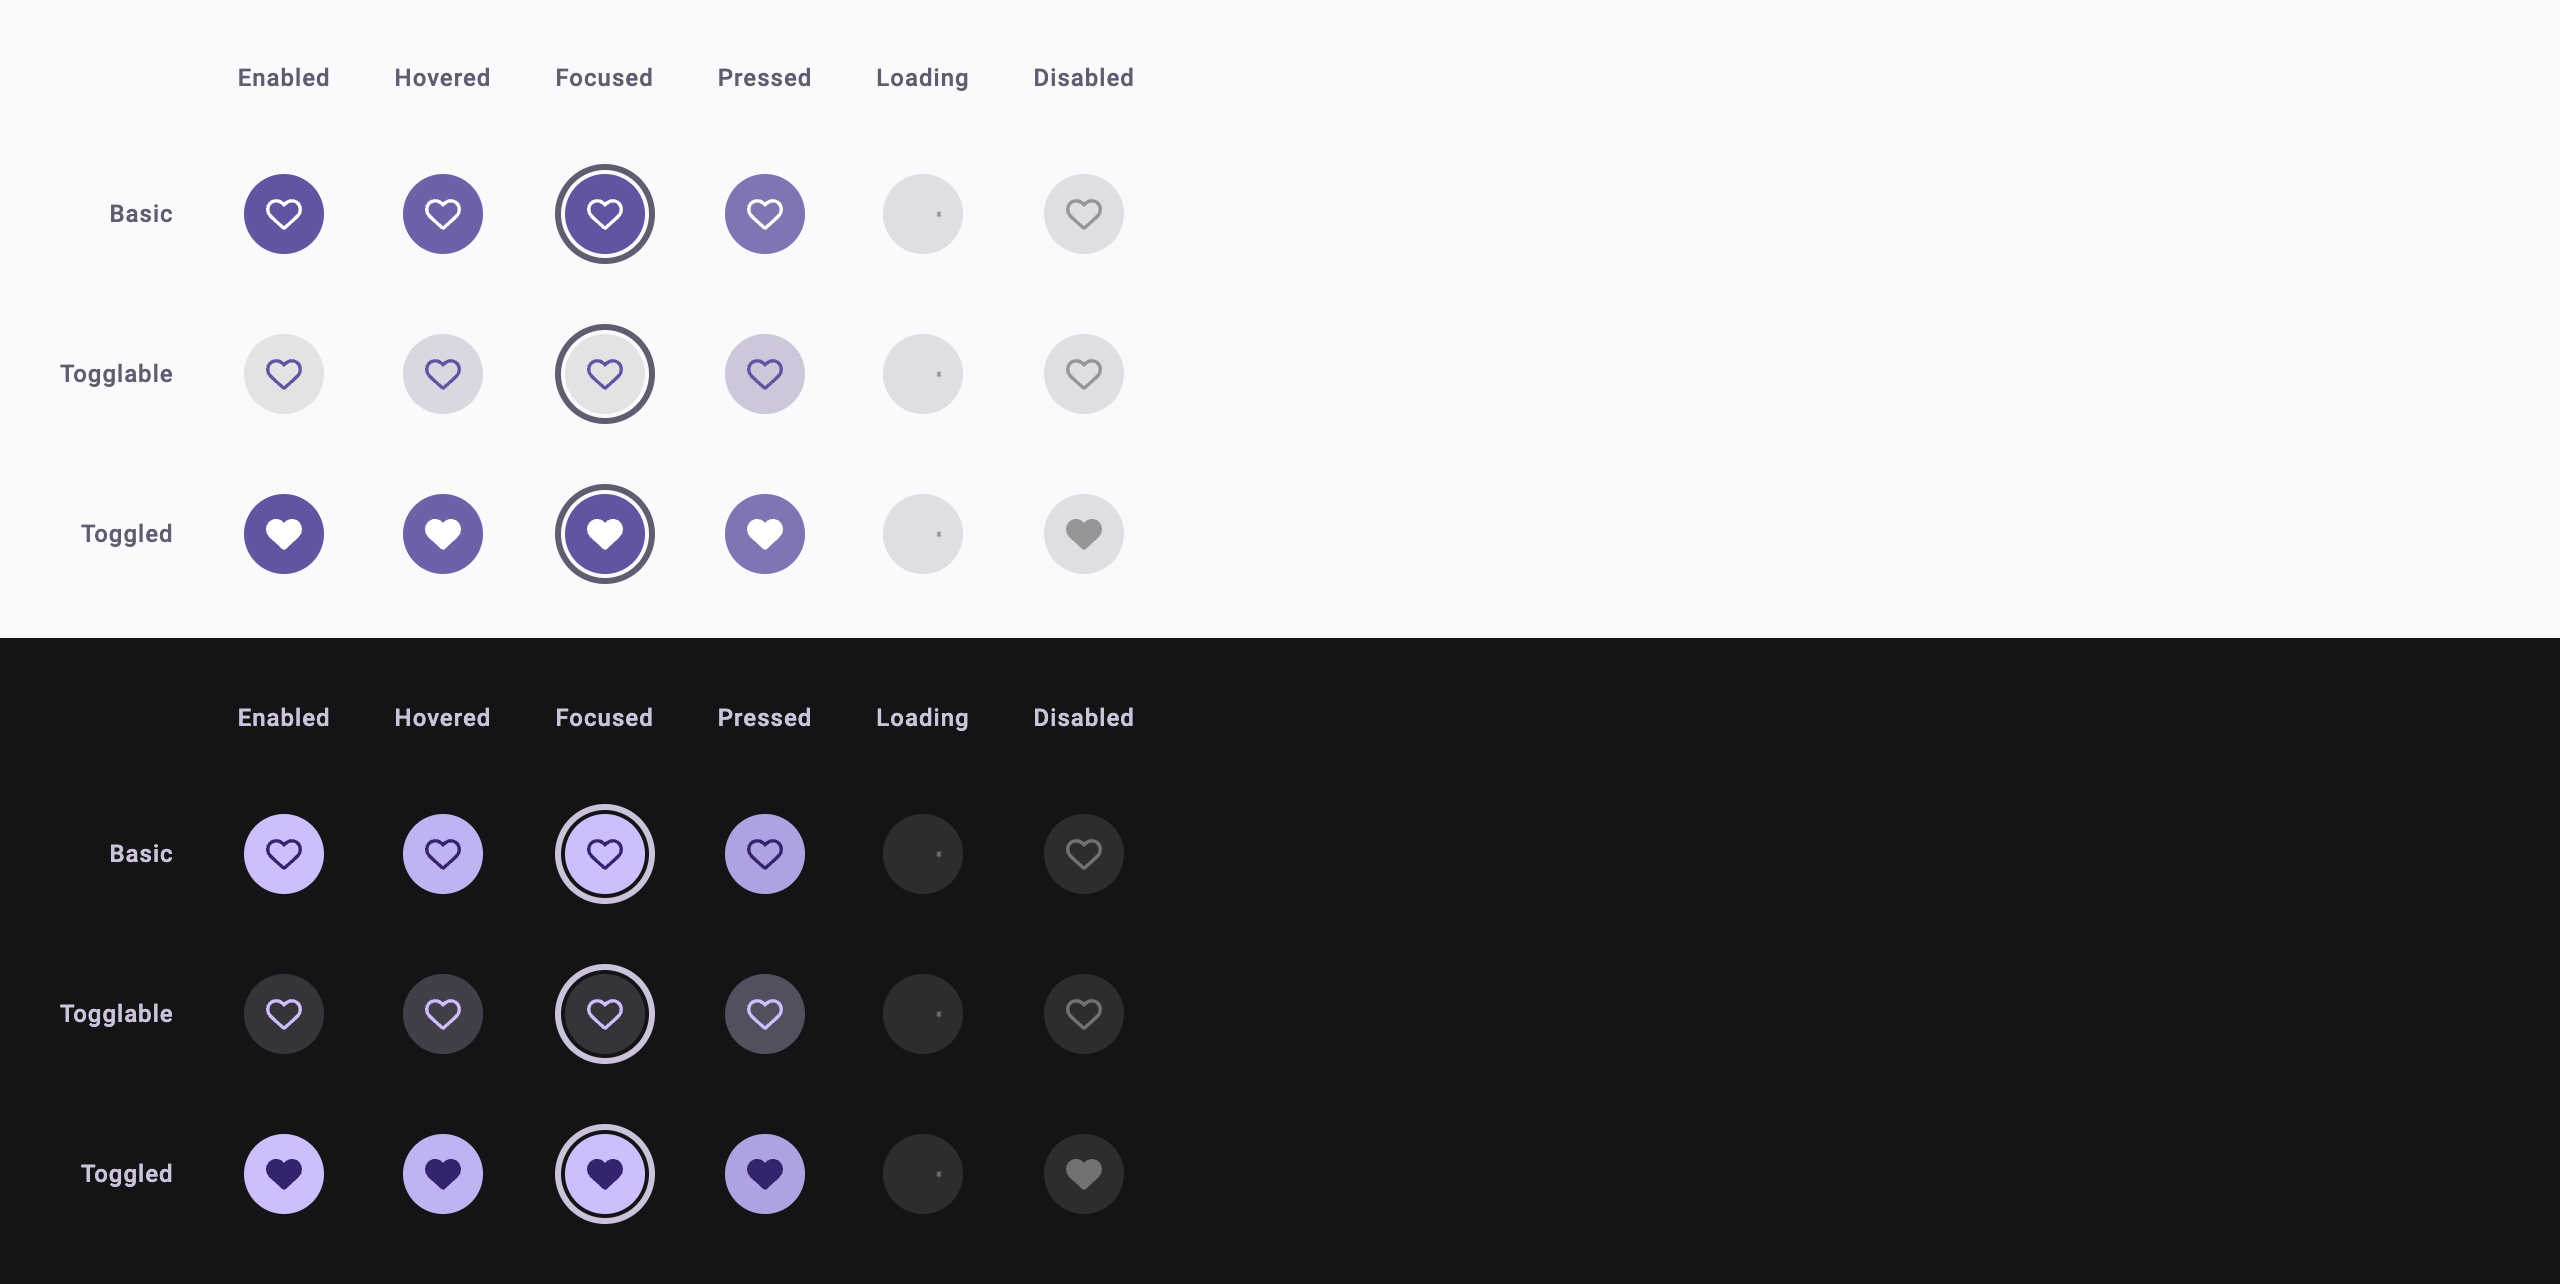 Enabled Hovered Focused Pressed Loading Disabled
Basic
Togglable
Toggled
Enabled Hovered Focused Pressed Loading Disabled
Basic
Togglable
Toggled